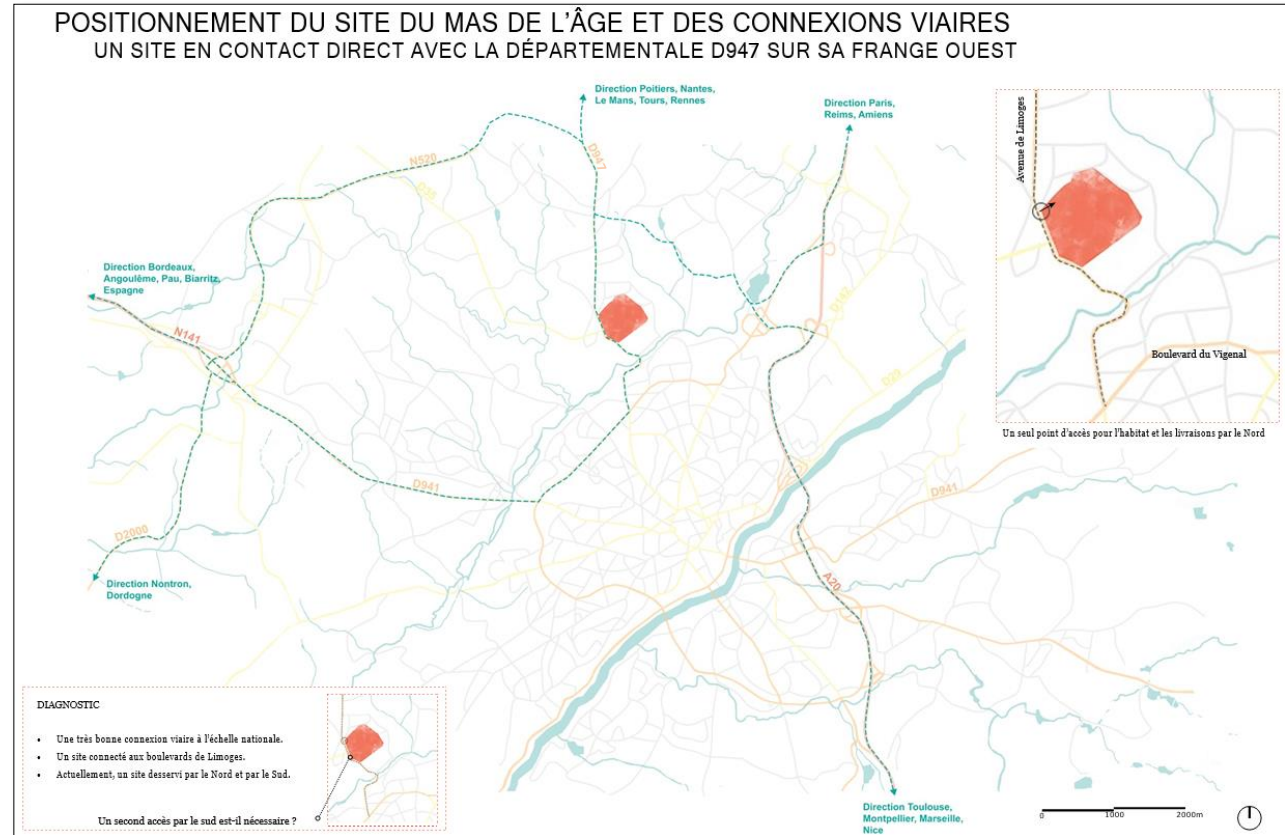 POSITIONNEMENT DU SITE DU MAS DE L'ÂGE ET DES CONNEXIONS VIAIRES
UN SITE EN CONTACT DIRECT AVEC LA DÉPARTEMENTALE D947 SUR SA FRANGE OUEST
Direction Poitiers, Nantes,
Le Mans, Tours, Rennes
Direction Paris,
Reims, Amiens
N520
D947
D35
Avenue de Limoges
Direction Bordeaux,
Angoulême, Pau, Biarritz,
Espagne
N141
D142
D29
Boulevard du Vigenal
Un seul point d'accès pour l'habitat et les livraisons par le Nord
D941
D941
D2000
A20
Direction Nontron,
Dordogne
DIAGNOSTIC
• Une très bonne connexion viaire à l'échelle nationale.
• Un site connecté aux boulevards de Limoges.
• Actuellement, un site desservi par le Nord et par le Sud.
Un second accès par le sud est-il nécessaire ?
Direction Toulouse,
Montpellier, Marseille,
Nice
0 1000 2000m